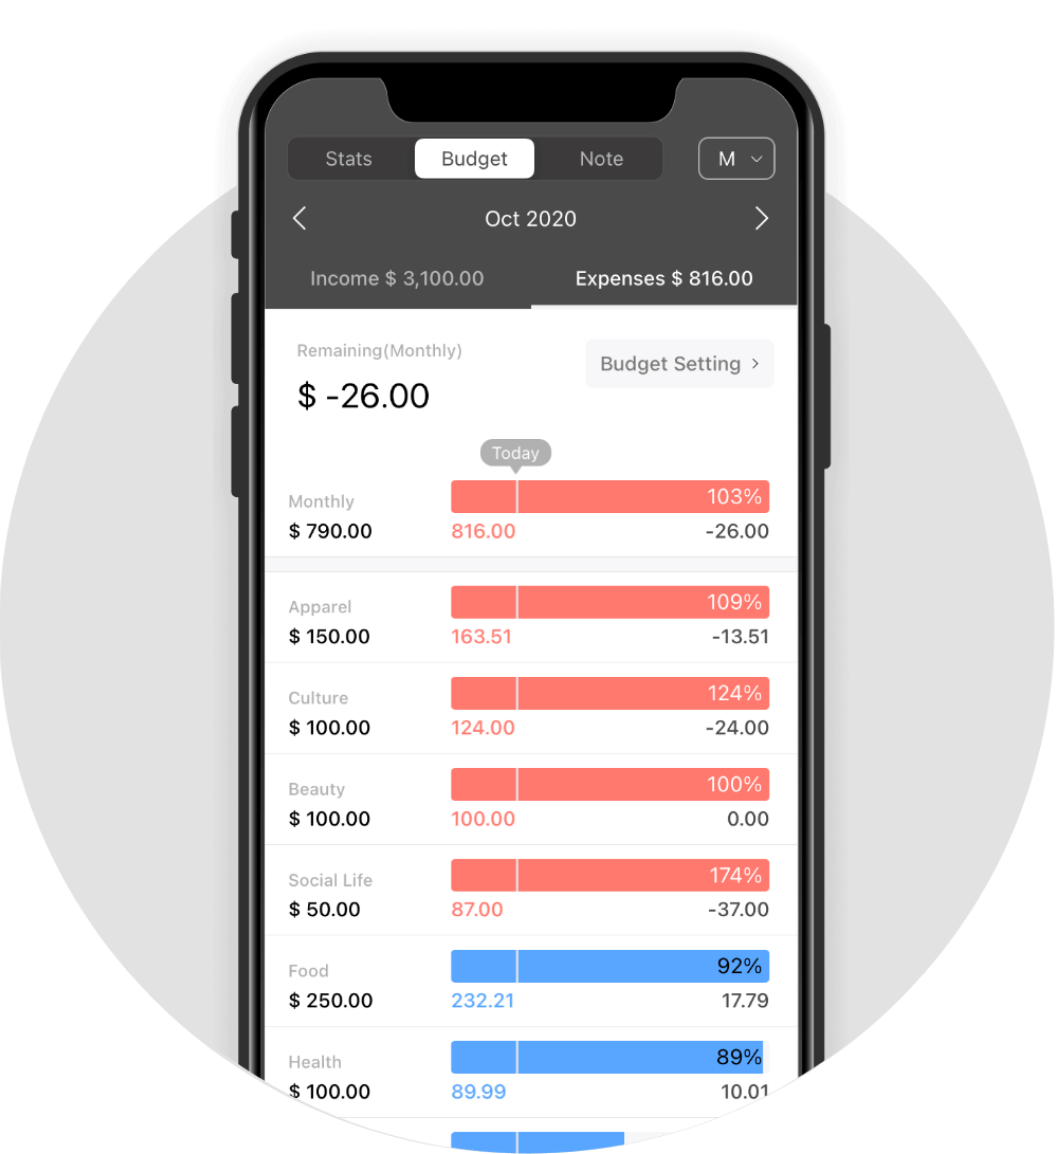 Stats Budget Note M
Oct 2020
Income $ 3,100.00 Expenses $ 816.00
Remaining(Monthly)
Budget Setting
$ -26.00
Today
Monthly 103%
$ 790.00 816.00 -26.00
Apparel 109%
$ 150.00 163.51 -13.51
Culture 124%
$ 100.00 124.00 -24.00
Beauty 100%
$ 100.00 100.00 0.00
Social Life 174%
$ 50.00 87.00 -37.00
Food 92%
$ 250.00 232.21 17.79
Health 89%
$ 100.00 89.99 10.01